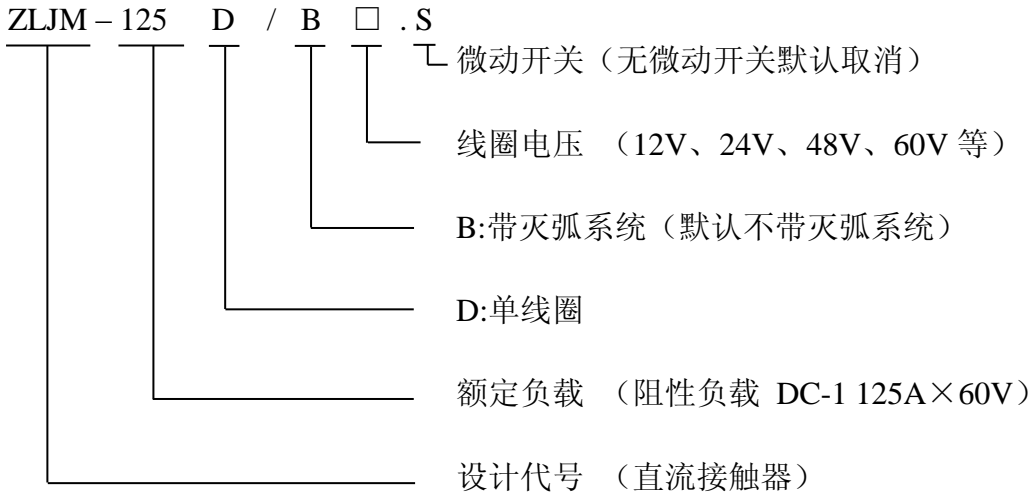 ZLJM – 125 D / B □ . S
微动开关（无微动开关默认取消）
线圈电压 （12V、24V、48V、60V 等）
B:带灭弧系统（默认不带灭弧系统）
D:单线圈
额定负载 （阻性负载 DC-1 125A×60V）
设计代号 （直流接触器）